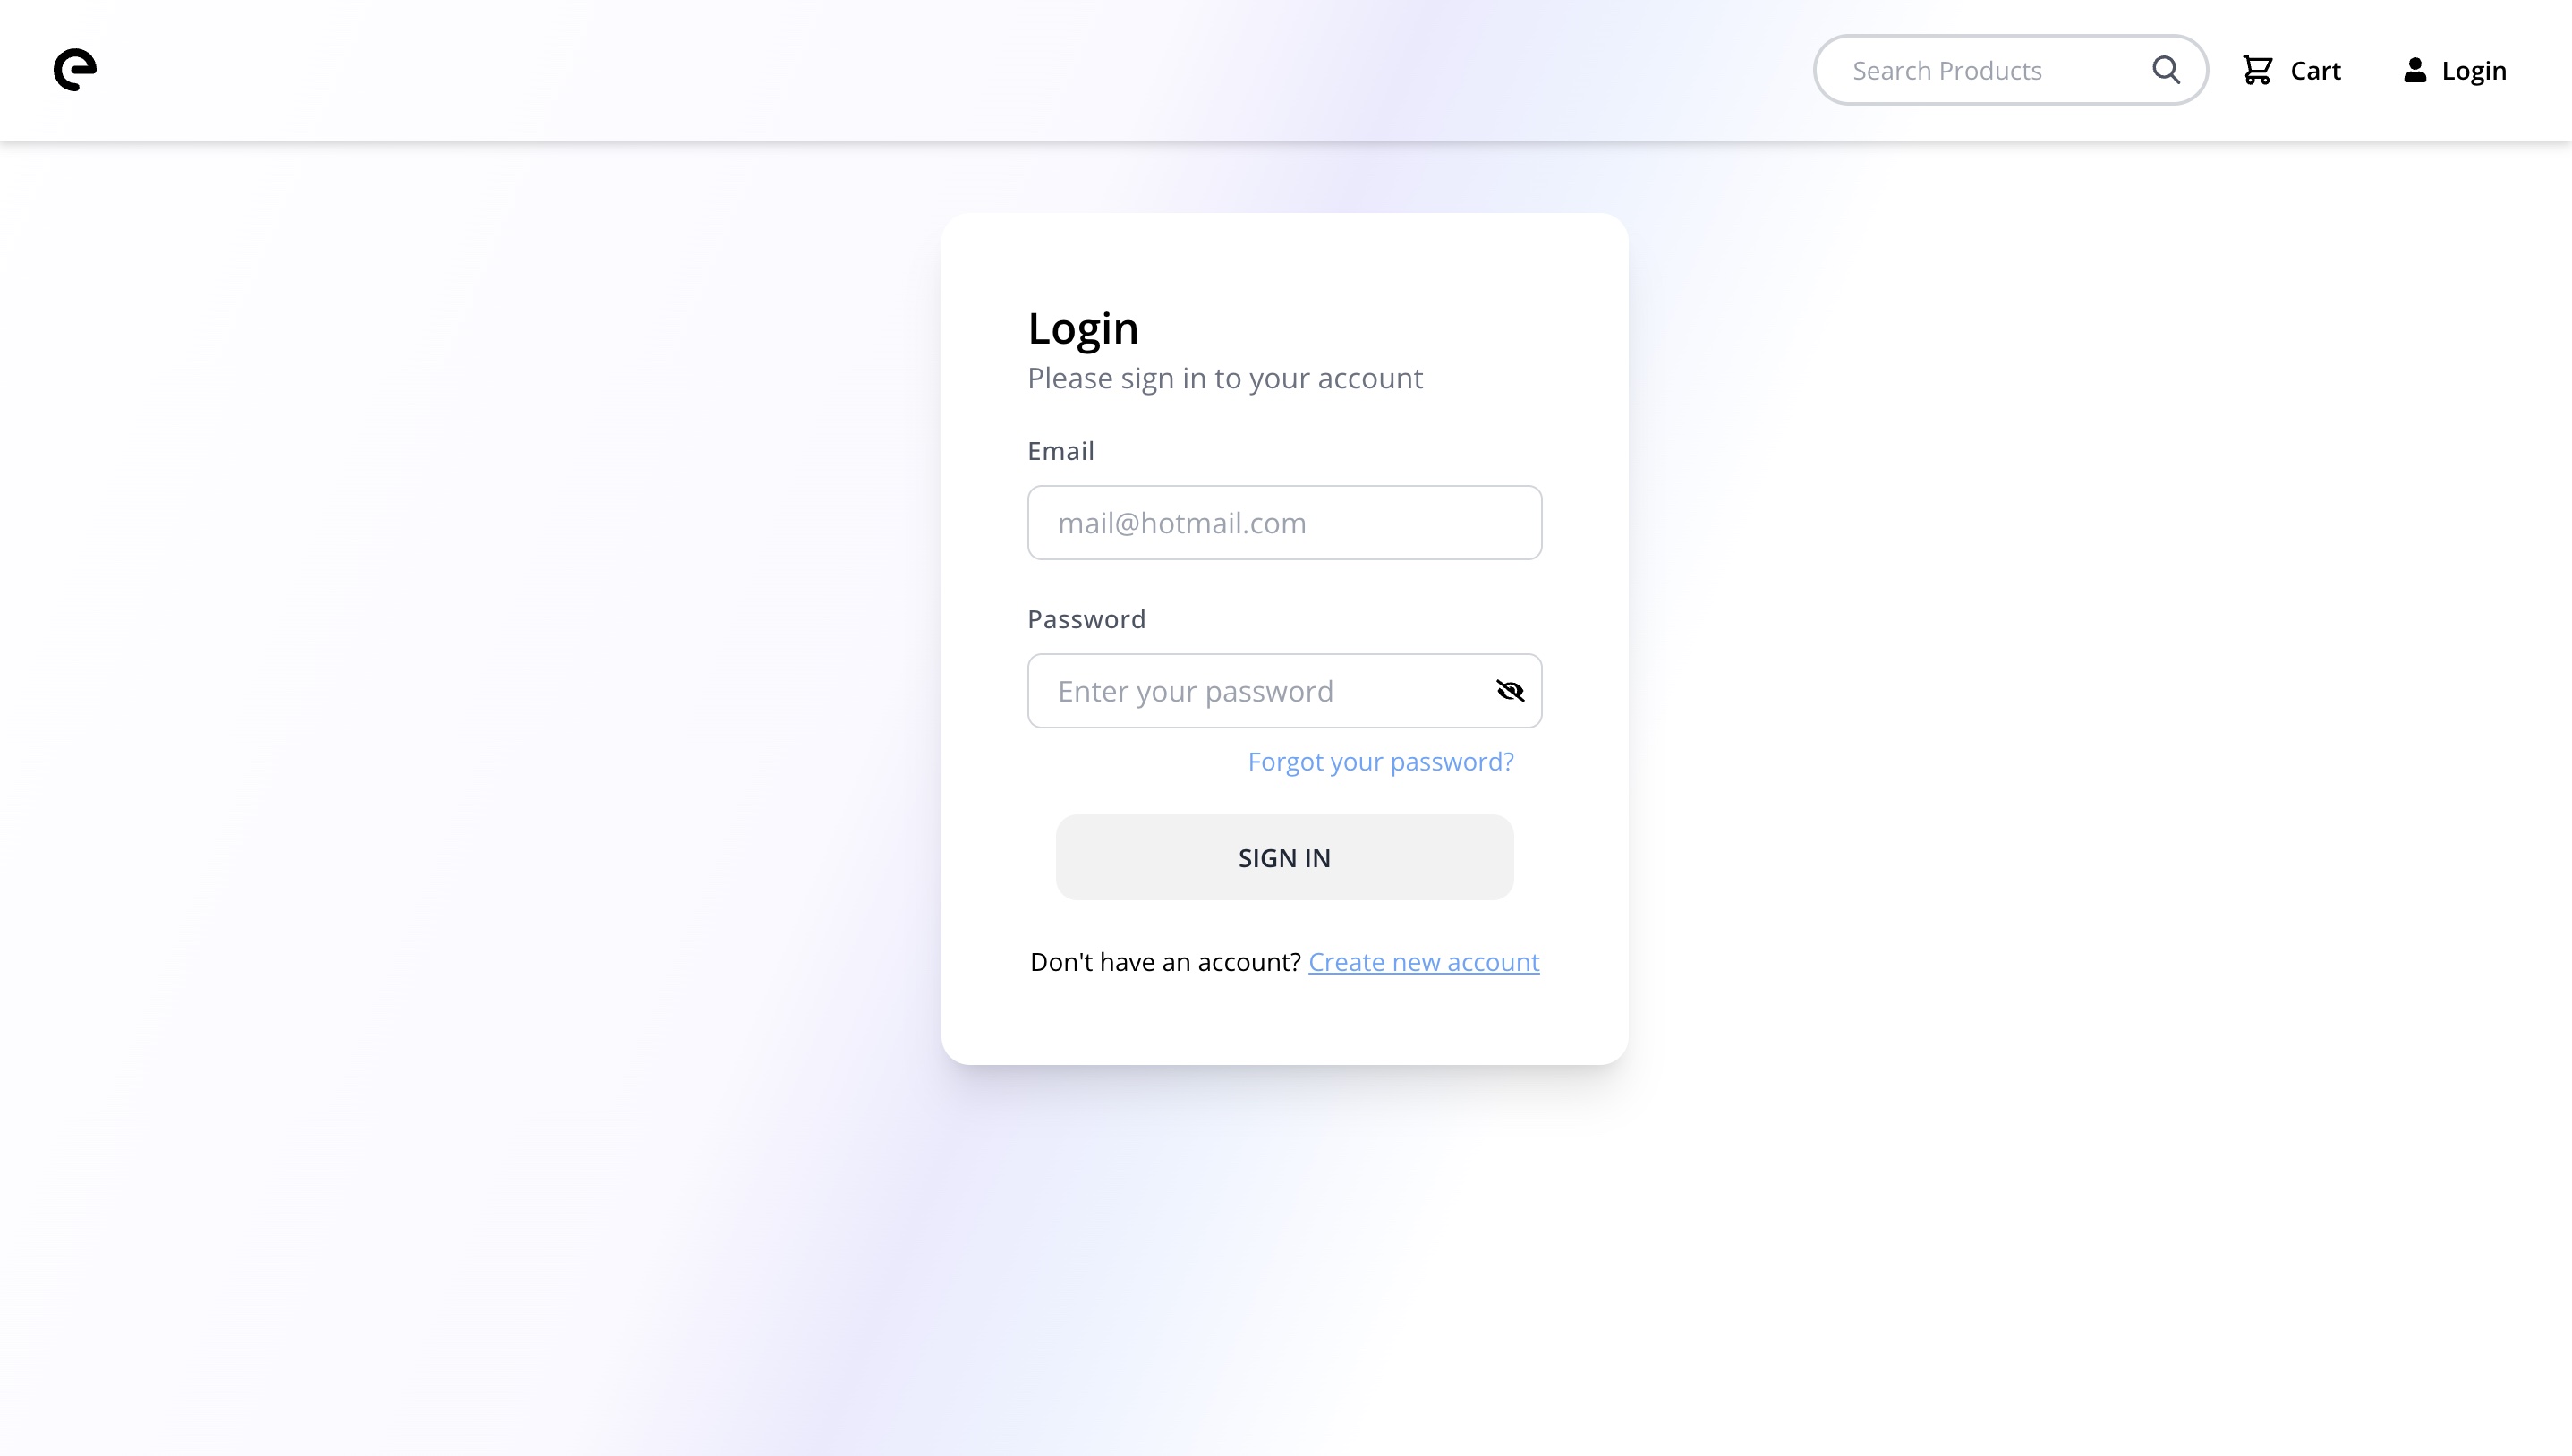 e
Search Products
Cart
Login
Login
Please sign in to your account
Email
mail@hotmail.com
Password
Enter your password
Forgot your password?
SIGN IN
Don't have an account? Create new account